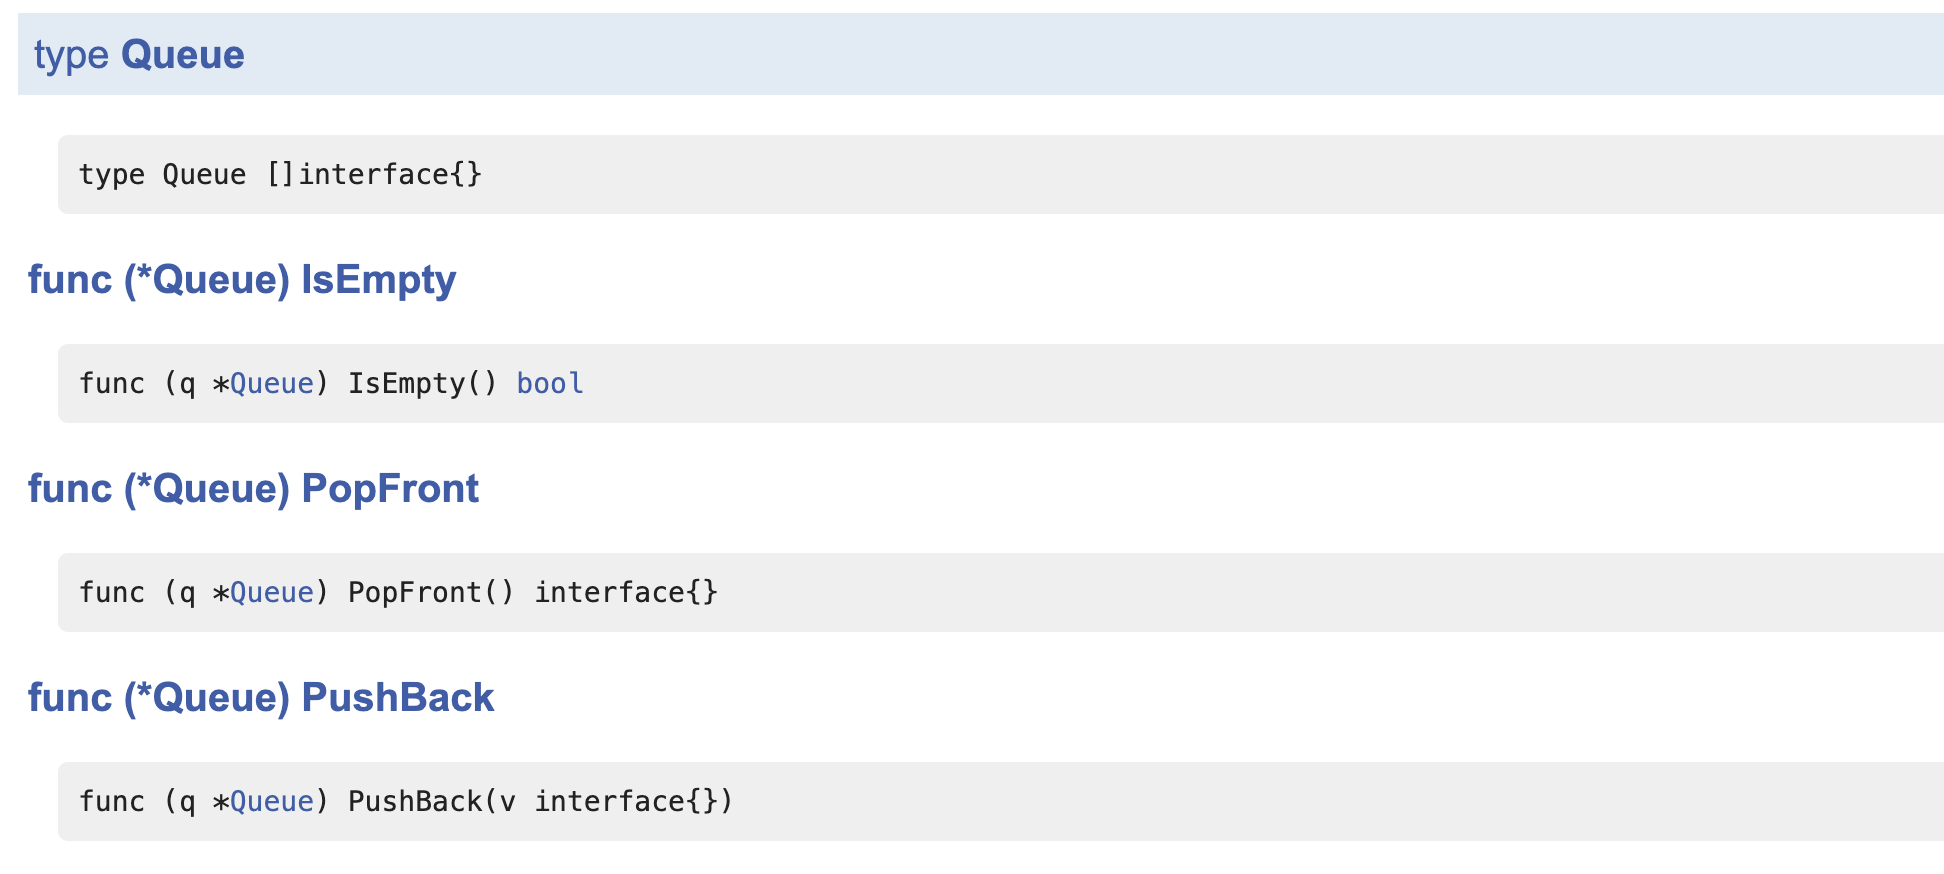 type Queue
type Queue []interface{}
func (*Queue) IsEmpty
func (q *Queue) IsEmpty() bool
func (*Queue) PopFront
func (q *Queue) PopFront() interface{}
func (*Queue) PushBack
func (q *Queue) PushBack(v interface{})